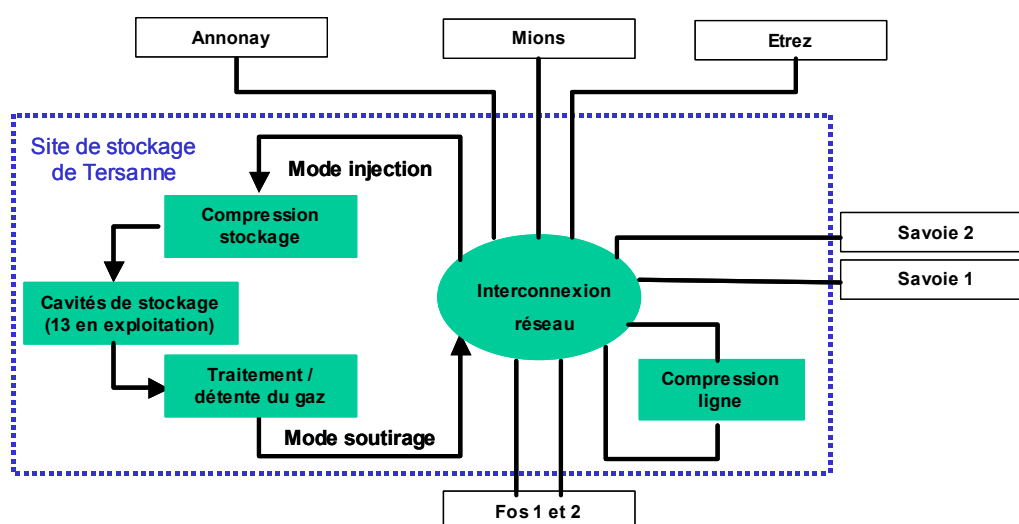 Annonay
Mions
Etrez
Site de stockage
de Tersanne
Mode injection
Compression
stockage
Savoie 2
Savoie 1
Interconnexion
réseau
Cavités de stockage
(13 en exploitation)
Traitement /
détente du gaz
Compression
ligne
Mode soutirage
Fos 1 et 2